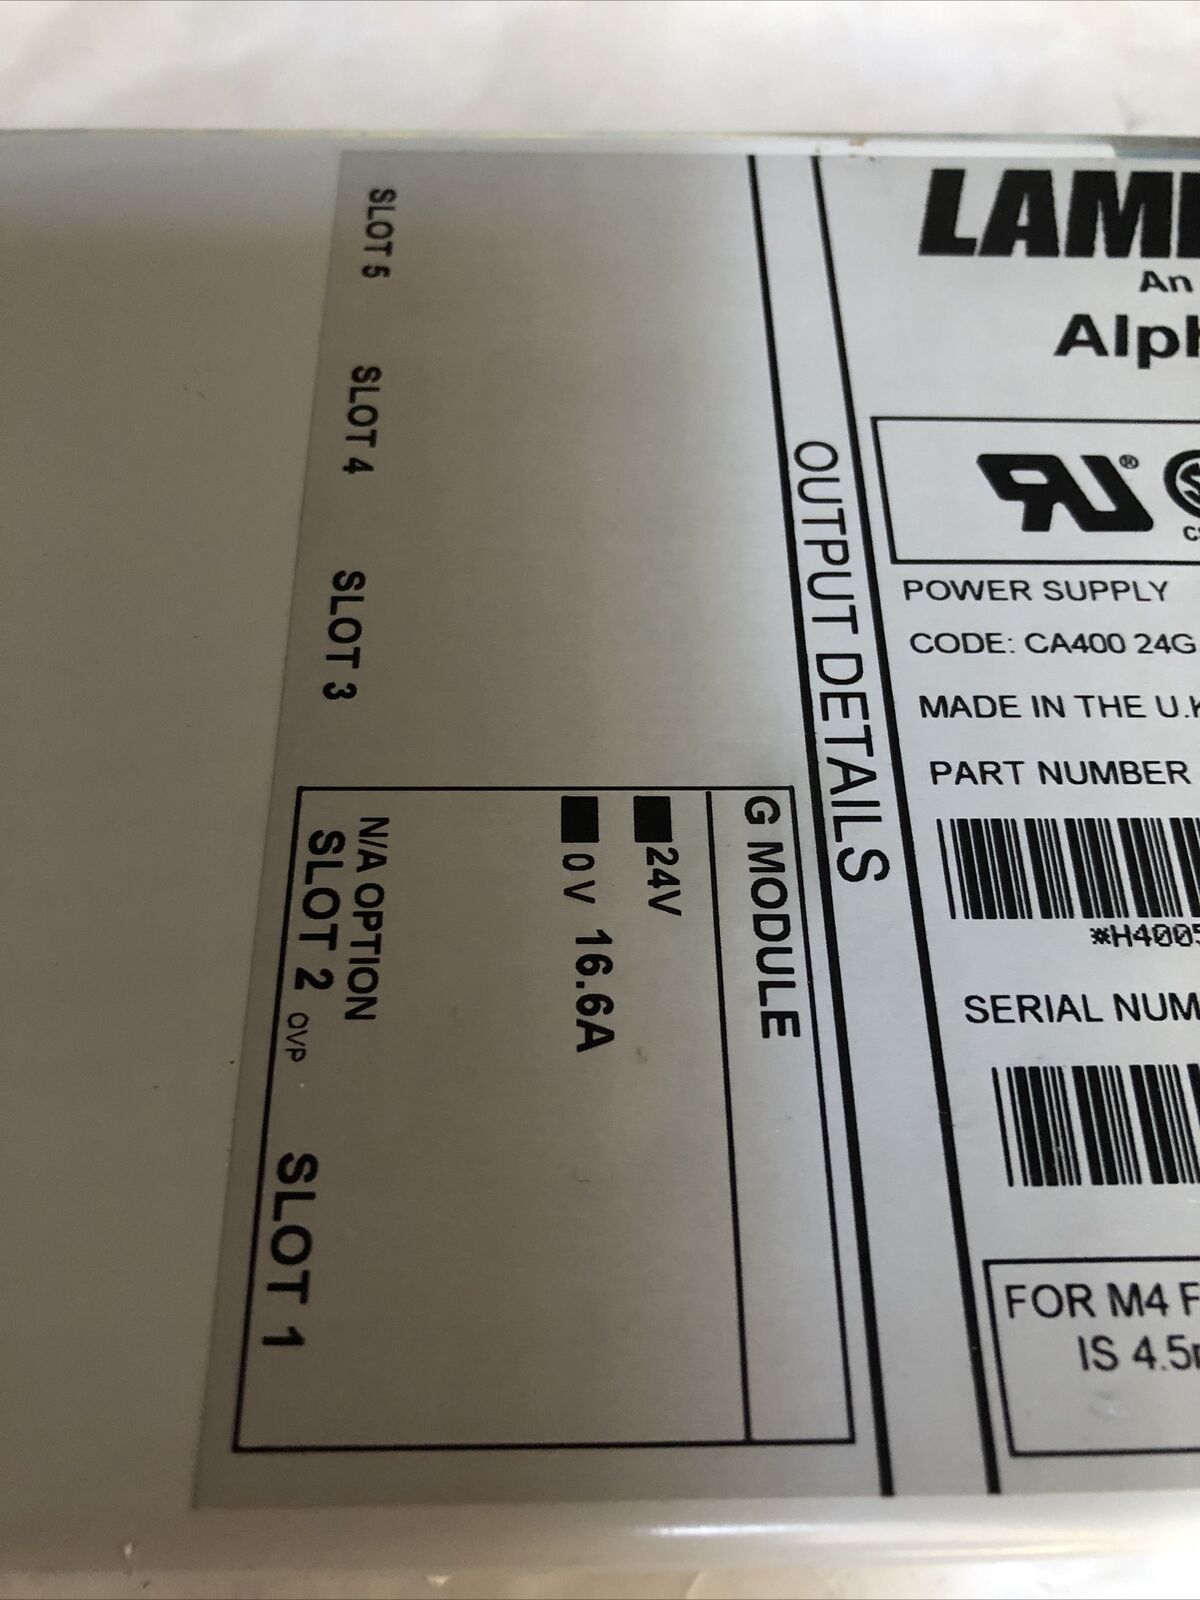 LAM
An
Alph
®
POWER SUPPLY
CODE: CA400 24G
MADE IN THE U.K
PART NUMBER
*H4005
SERIAL NUM
FOR M4 F
IS 4.5
OUTPUT DETAILS
G MODULE
24V
0V 16.6A
N/A OPTION
SLOT 5
SLOT 4
SLOT 3
SLOT 2 OVP
SLOT 1